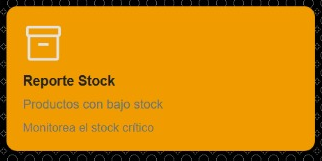 Reporte Stock
Productos con bajo stock
Monitorea el stock crítico